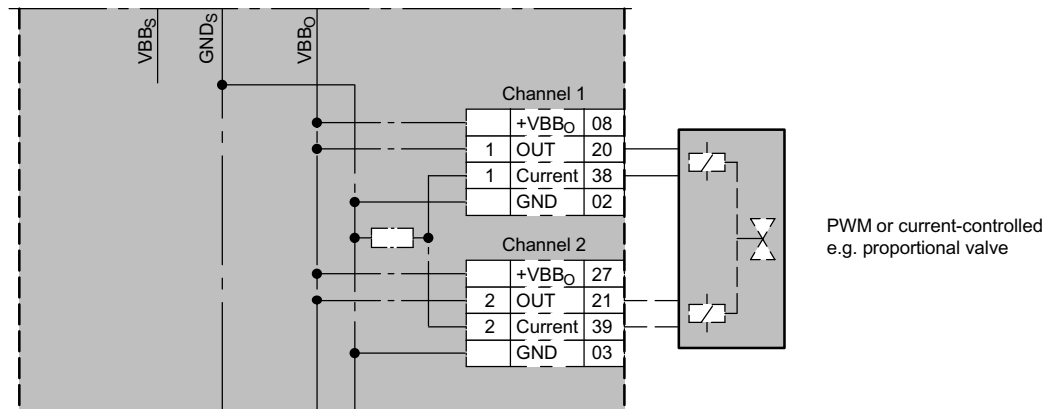 VBBS
GNDS
VBBO
Channel 1
+VBBO 08
1 OUT 20
1 Current 38
GND 02
Channel 2
+VBBO 27
2 OUT 21
2 Current 39
GND 03
PWM or current-controlled
e.g. proportional valve